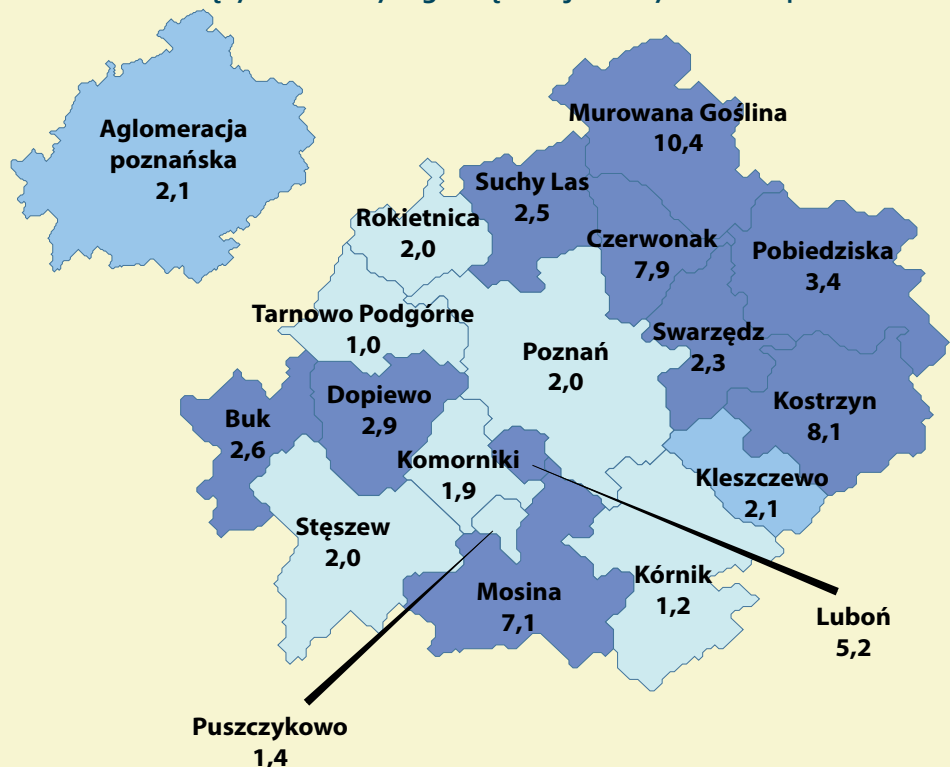 Aglomeracja
poznańska
2,1
Murowana Goślina
10,4
Suchy Las
2,5
Rokietnica
2,0
Czerwonak
7,9
Pobiedziska
3,4
Tarnowo Podgórne
1,0
Poznań
2,0
Swarzędz
2,3
Buk
2,6
Dopiewo
2,9
Kostrzyn
8,1
Komorniki
1,9
Kleszczewo
2,1
Stęszew
2,0
Mosina
7,1
Kórnik
1,2
Luboń
5,2
Puszczykowo
1,4